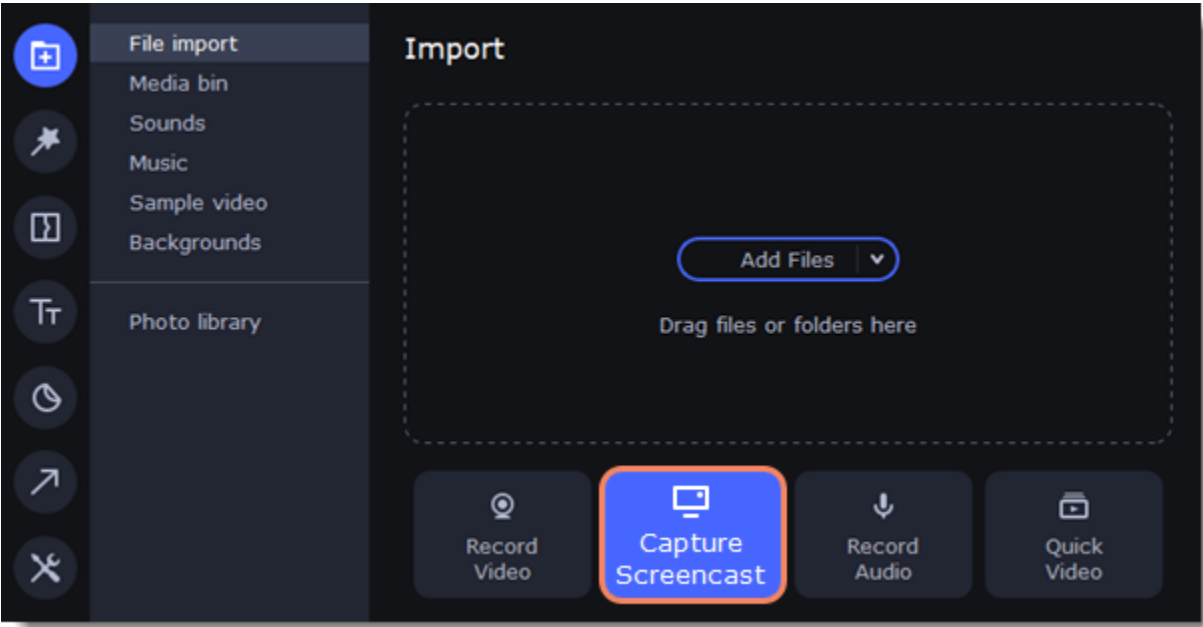 File import
Media bin
Sounds
Music
Sample video
Backgrounds
Photo library
Import
Add Files
Drag files or folders here
Record
Video
Capture
Screencast
Record
Audio
Quick
Video